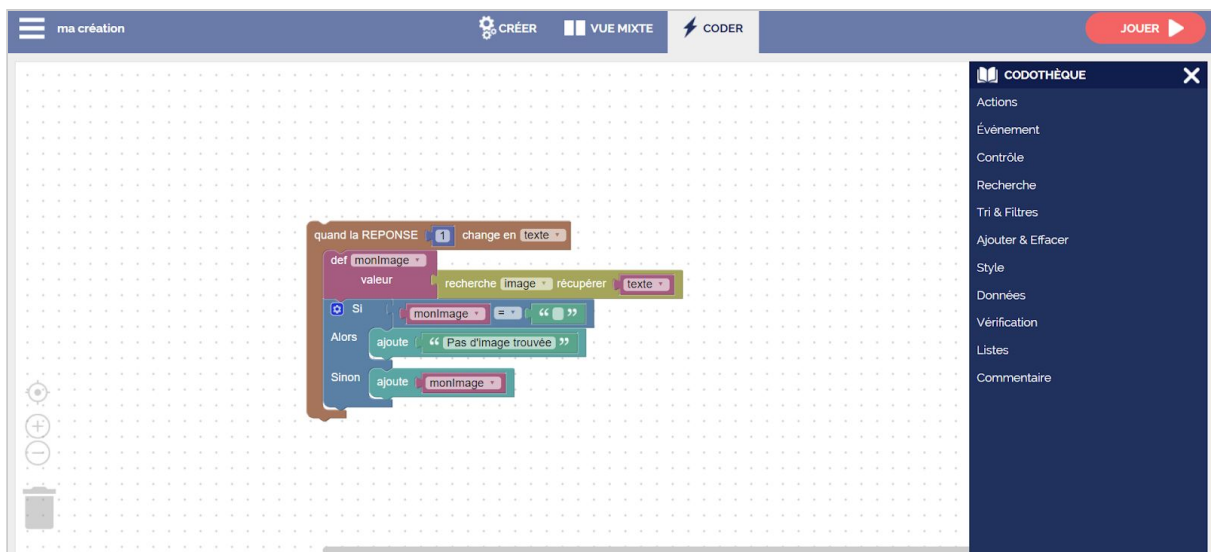 ma création
CRÉER
VUE MIXTE
CODER
JOUER
quand la REPONSE 1 change en texte
def monImage
valeur recherche image récupérer texte
Si monImage = “ ”
Alors ajoute “ Pas d'image trouvée ”
Sinon ajoute monImage
CODOTHÈQUE
Actions
Événement
Contrôle
Recherche
Tri & Filtres
Ajouter & Effacer
Style
Données
Vérification
Listes
Commentaire